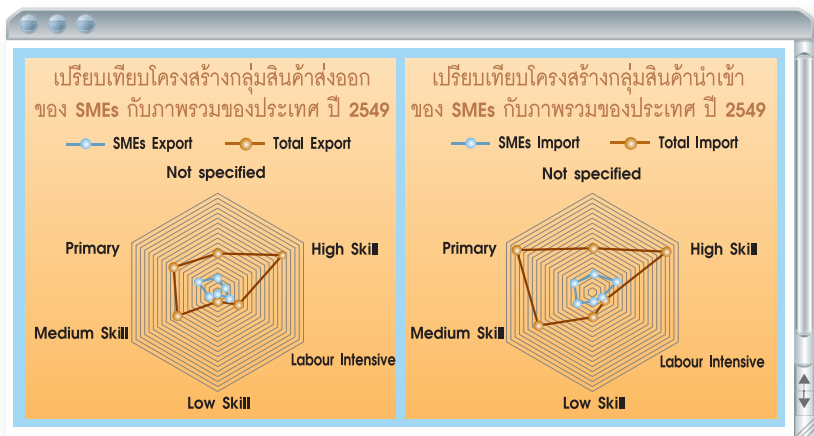 เปรียบเทียบโครงสร้างกลุ่มสินค้าส่งออก
ของ SMEs กับภาพรวมของประเทศ ปี 2549
SMEs Export Total Export
Not specified
Primary High Skill
Medium Skill Labour Intensive
Low Skill
เปรียบเทียบโครงสร้างกลุ่มสินค้านำเข้า
ของ SMEs กับภาพรวมของประเทศ ปี 2549
SMEs Import Total Import
Not specified
Primary High Skill
Medium Skill Labour Intensive
Low Skill